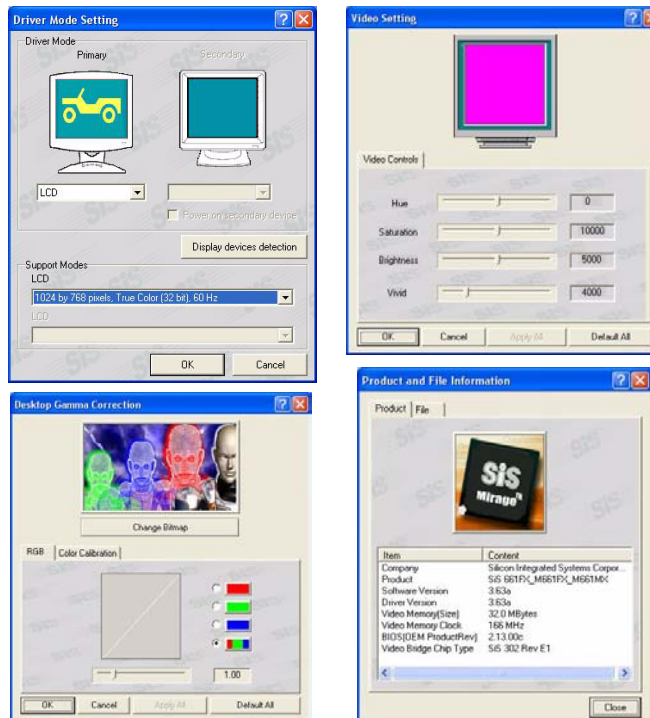 Driver Mode Setting
Driver Mode
Primary
Secondary
LCD
Power on secondary device
Display devices detection
Support Modes
LCD
1024 by 768 pixels, True Color (32 bit), 60 Hz
LCD
OK Cancel
Video Setting
Video Controls
Hue 0
Saturation 10000
Brightness 5000
Vivid 4000
OK Cancel Apply All Default All
Desktop Gamma Correction
Change Bitmap
RGB Color Calibration
1.00
OK Cancel Apply All Default All
Product and File Information
Product File
SiS
Mirage™
Item Content
Company Silicon Integrated Systems Corpor...
Product SiS 661FX_M661FX_M661MX
Software Version 3.63a
Driver Version 3.63a
Video Memory(Size) 32.0 MBytes
Video Memory Clock 166 MHz
BIOS(OEM ProductRev) 2.13.00c
Video Bridge Chip Type SiS 302 Rev E1
Close